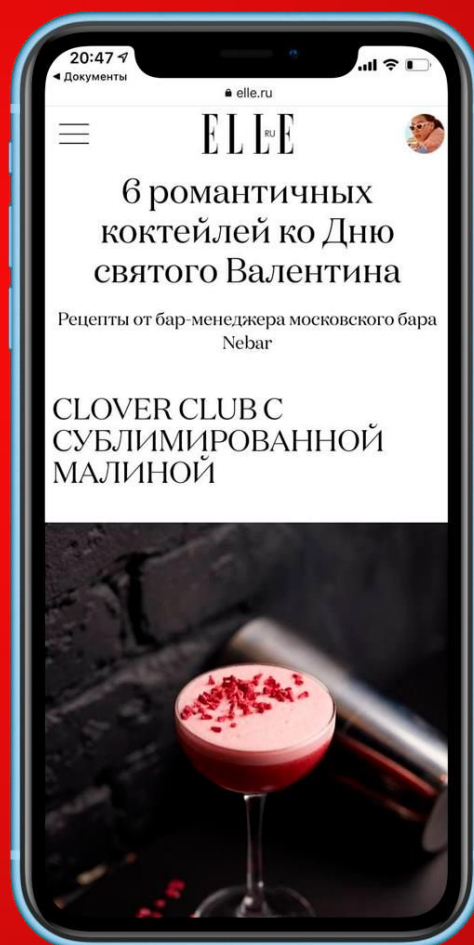 20:47
Документы
elle.ru
ELLE
RU
6 романтичных
коктейлей ко Дню
святого Валентина
Рецепты от бар-менеджера московского бара
Nebar
CLOVER CLUB С
СУБЛИМИРОВАННОЙ
МАЛИНОЙ